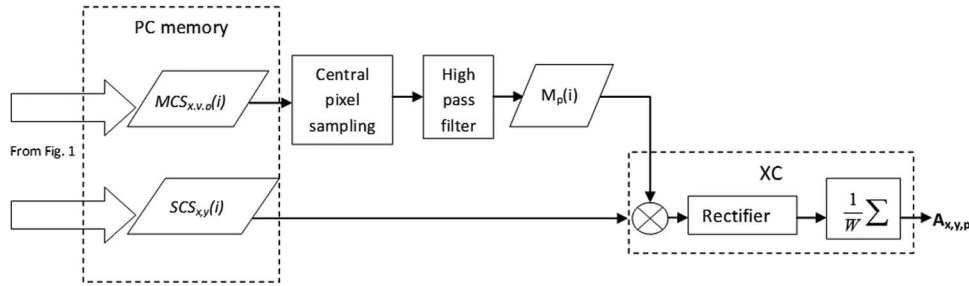 PC memory
MCSx.v.p(i)
Central
pixel
sampling
High
pass
filter
Mp(i)
From Fig. 1
SCSx,y(i)
XC
Rectifier
1/W ∑
Ax,y,p